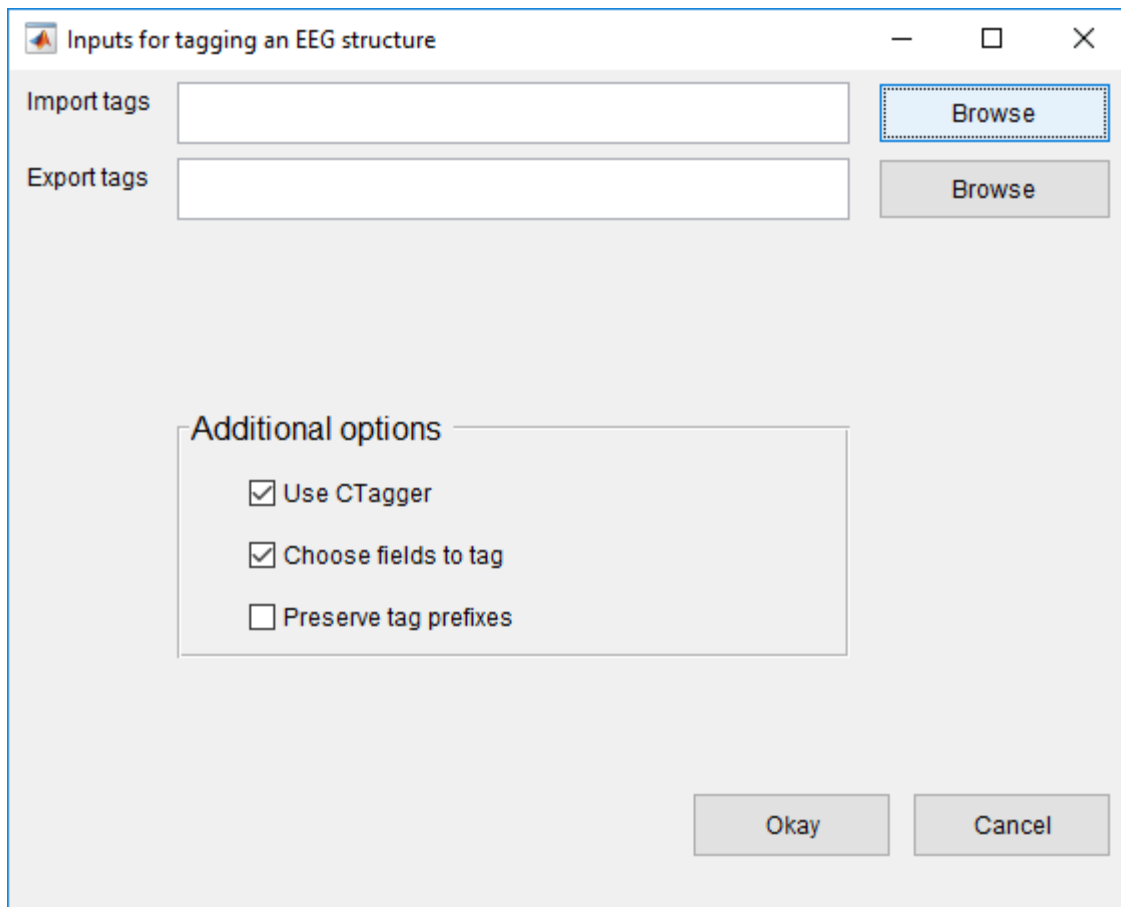 Inputs for tagging an EEG structure
Import tags
Browse
Export tags
Browse
Additional options
Use CTagger
Choose fields to tag
Preserve tag prefixes
Okay
Cancel